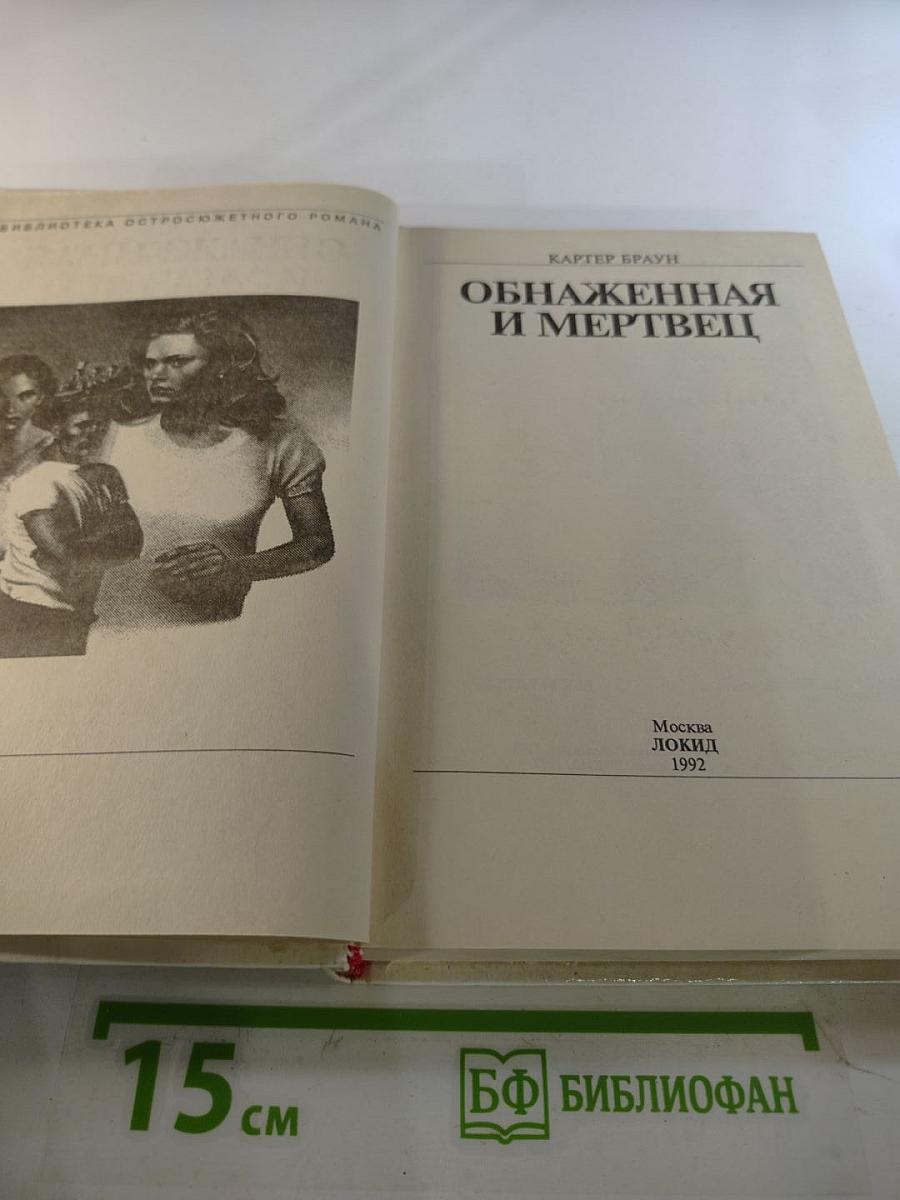 БИБЛИОТЕКА ОСТРОСЮЖЕТНОГО РОМАНА
КАРТЕР БРАУН
ОБНАЖЕННАЯ
И МЕРТВЕЦ
Москва
ЛОКИД
1992
15 см
БФ БИБЛИОФАН